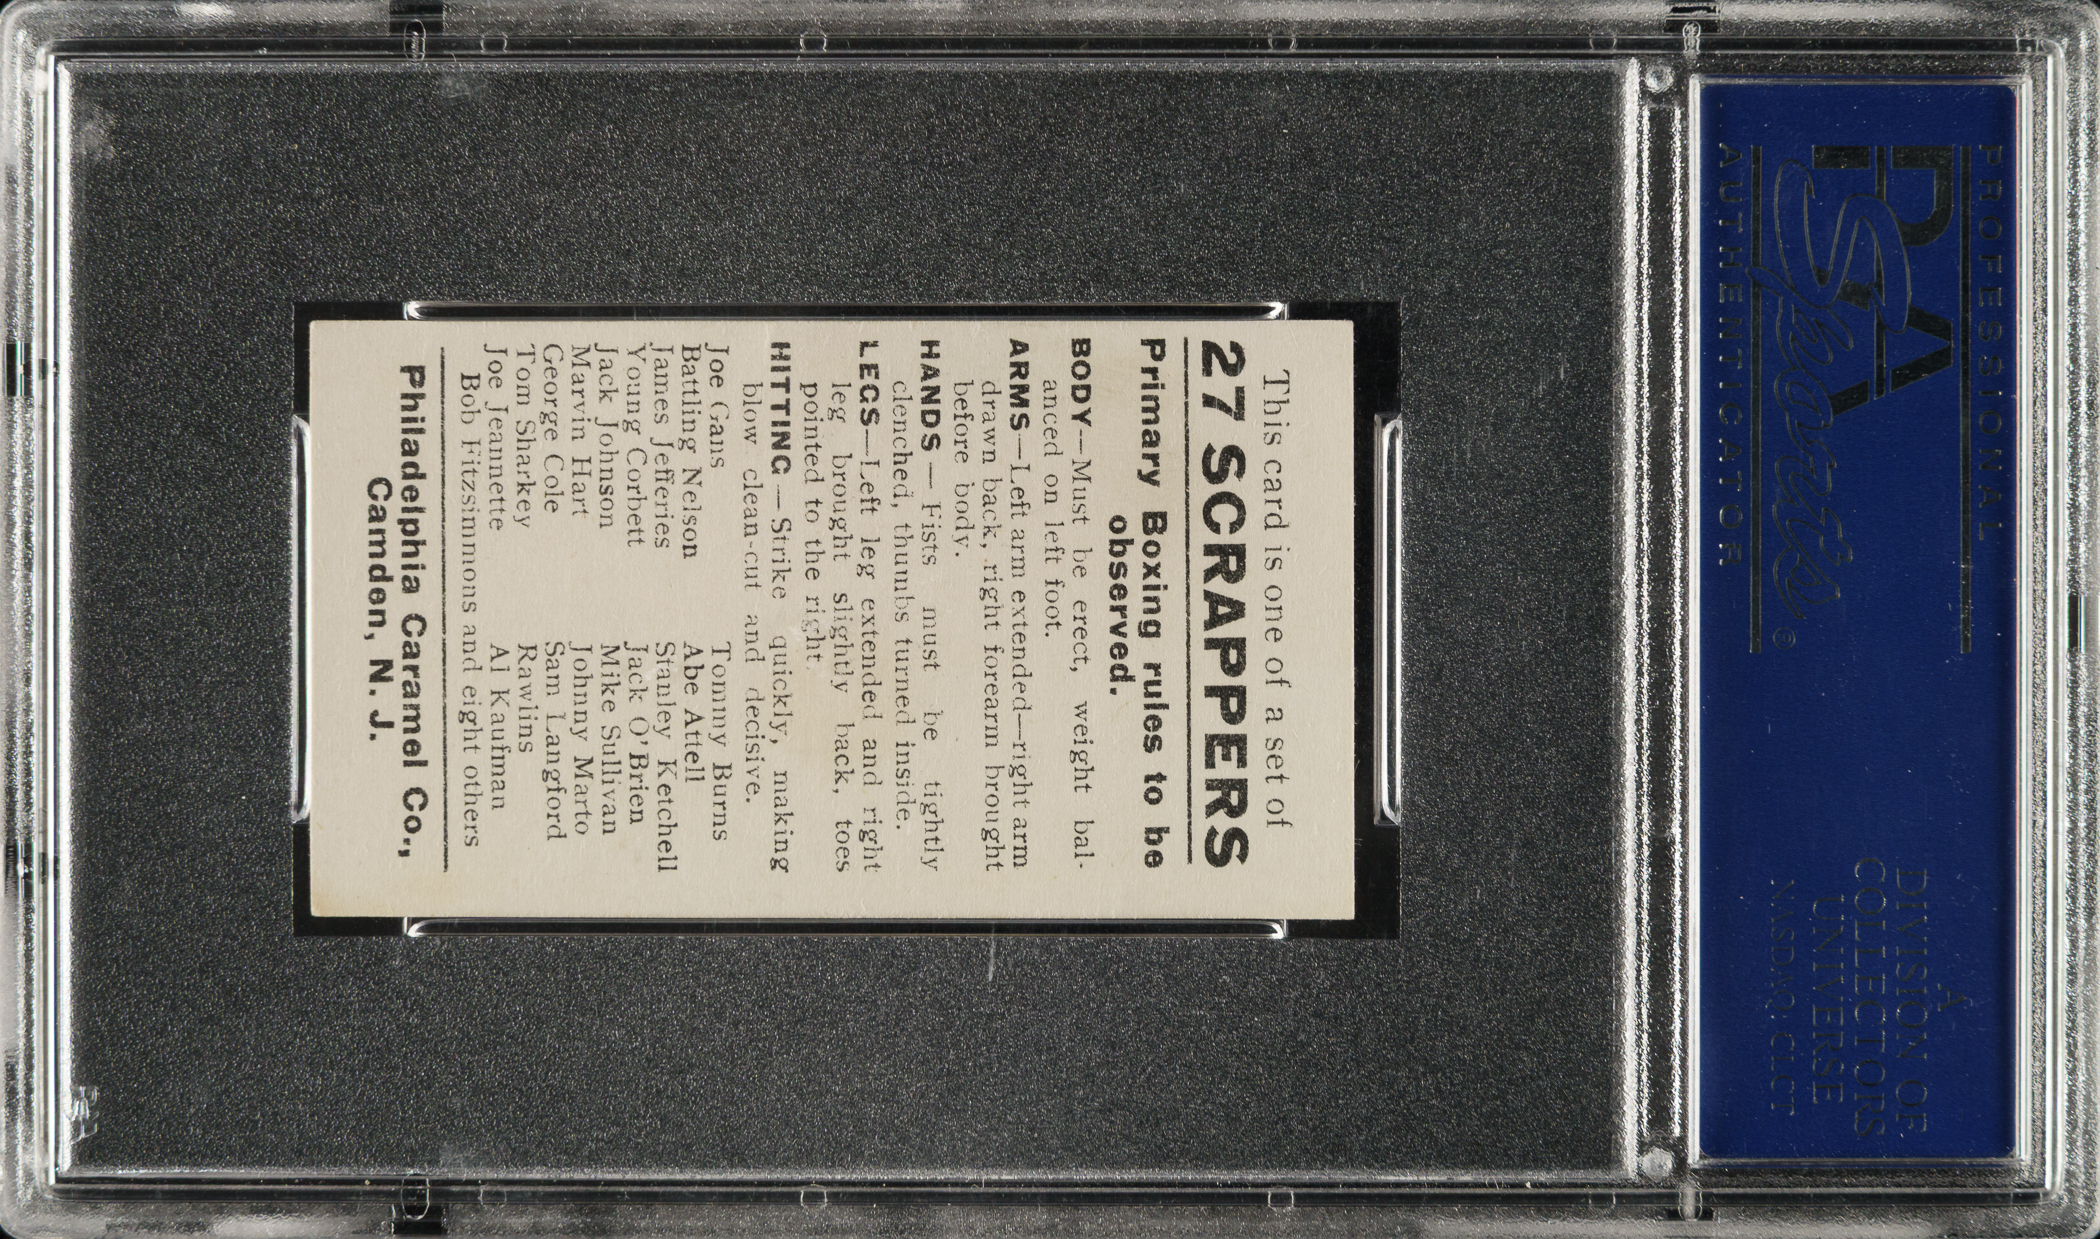 PROFESSIONAL
PSA
Sports®
AUTHENTICATOR
A
DIVISION OF
COLLECTORS
UNIVERSE
NASDAQ: CLCT
This card is one of a set of
27 SCRAPPERS
Primary Boxing rules to be
observed.
BODY—Must be erect, weight bal-
anced on left foot.
ARMS—Left arm extended—right arm
drawn back, right forearm brought
before body.
HANDS — Fists must be tightly
clenched, thumbs turned inside.
LEGS—Left leg extended and right
leg brought slightly back, toes
pointed to the right.
HITTING — Strike quickly, making
blow clean-cut and decisive.
Joe Gans Tommy Burns
Battling Nelson Abe Attell
James Jefferies Stanley Ketchell
Young Corbett Jack O'Brien
Jack Johnson Mike Sullivan
Marvin Hart Johnny Marto
George Cole Sam Langford
Tom Sharkey Rawlins
Joe Jeannette Al Kaufman
Bob Fitzsimmons and eight others
Philadelphia Caramel Co.,
Camden, N. J.